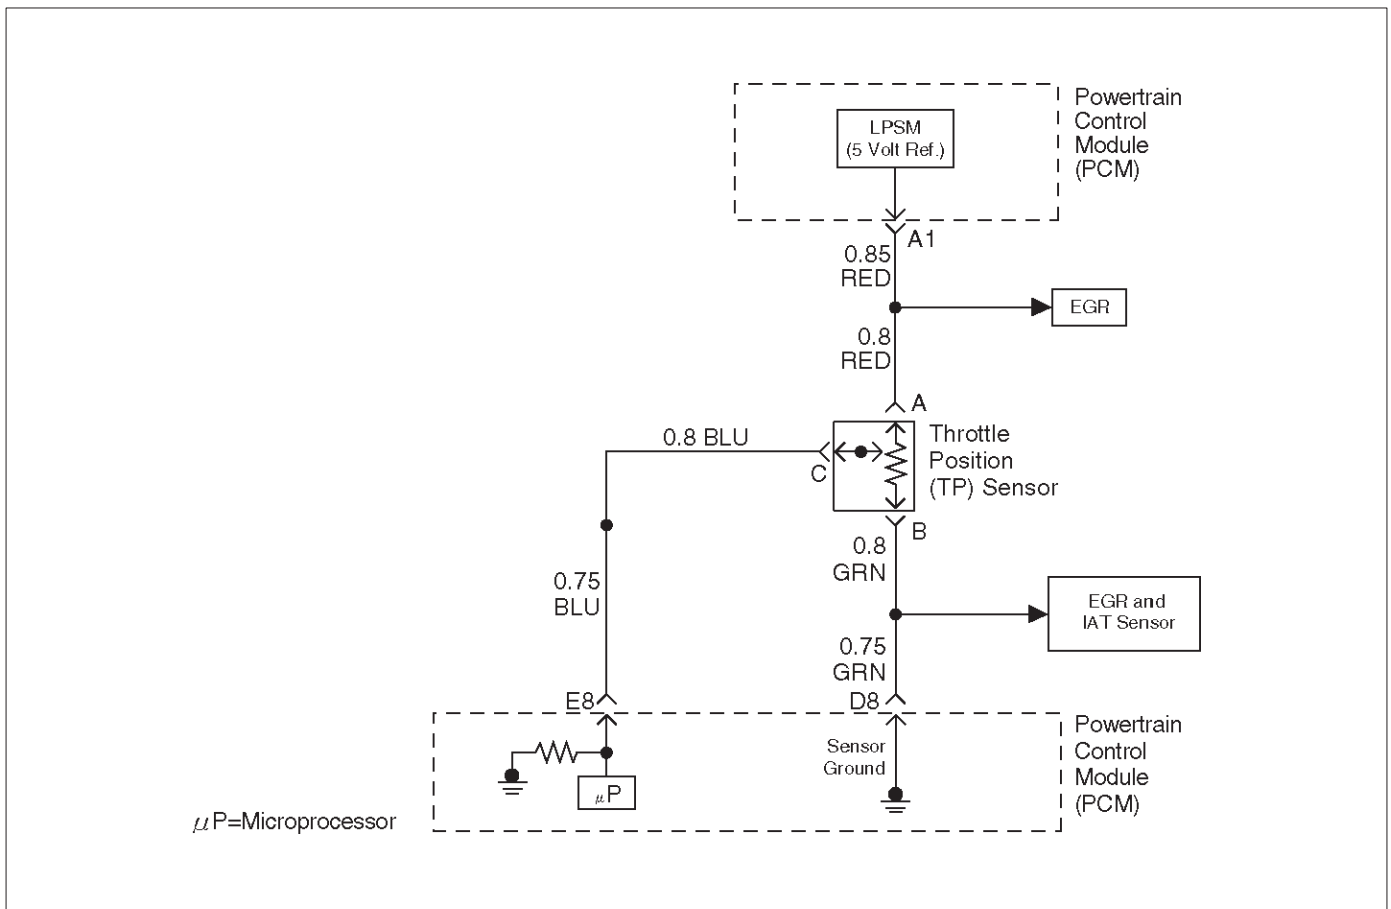 LPSM
(5 Volt Ref.)
Powertrain
Control
Module
(PCM)
A1
0.85
RED
EGR
0.8
RED
A
Throttle
Position
(TP) Sensor
0.8 BLU
C
B
0.8
GRN
0.75
BLU
EGR and
IAT Sensor
0.75
GRN
E8
D8
Powertrain
Control
Module
(PCM)
Sensor
Ground
μP
μP=Microprocessor